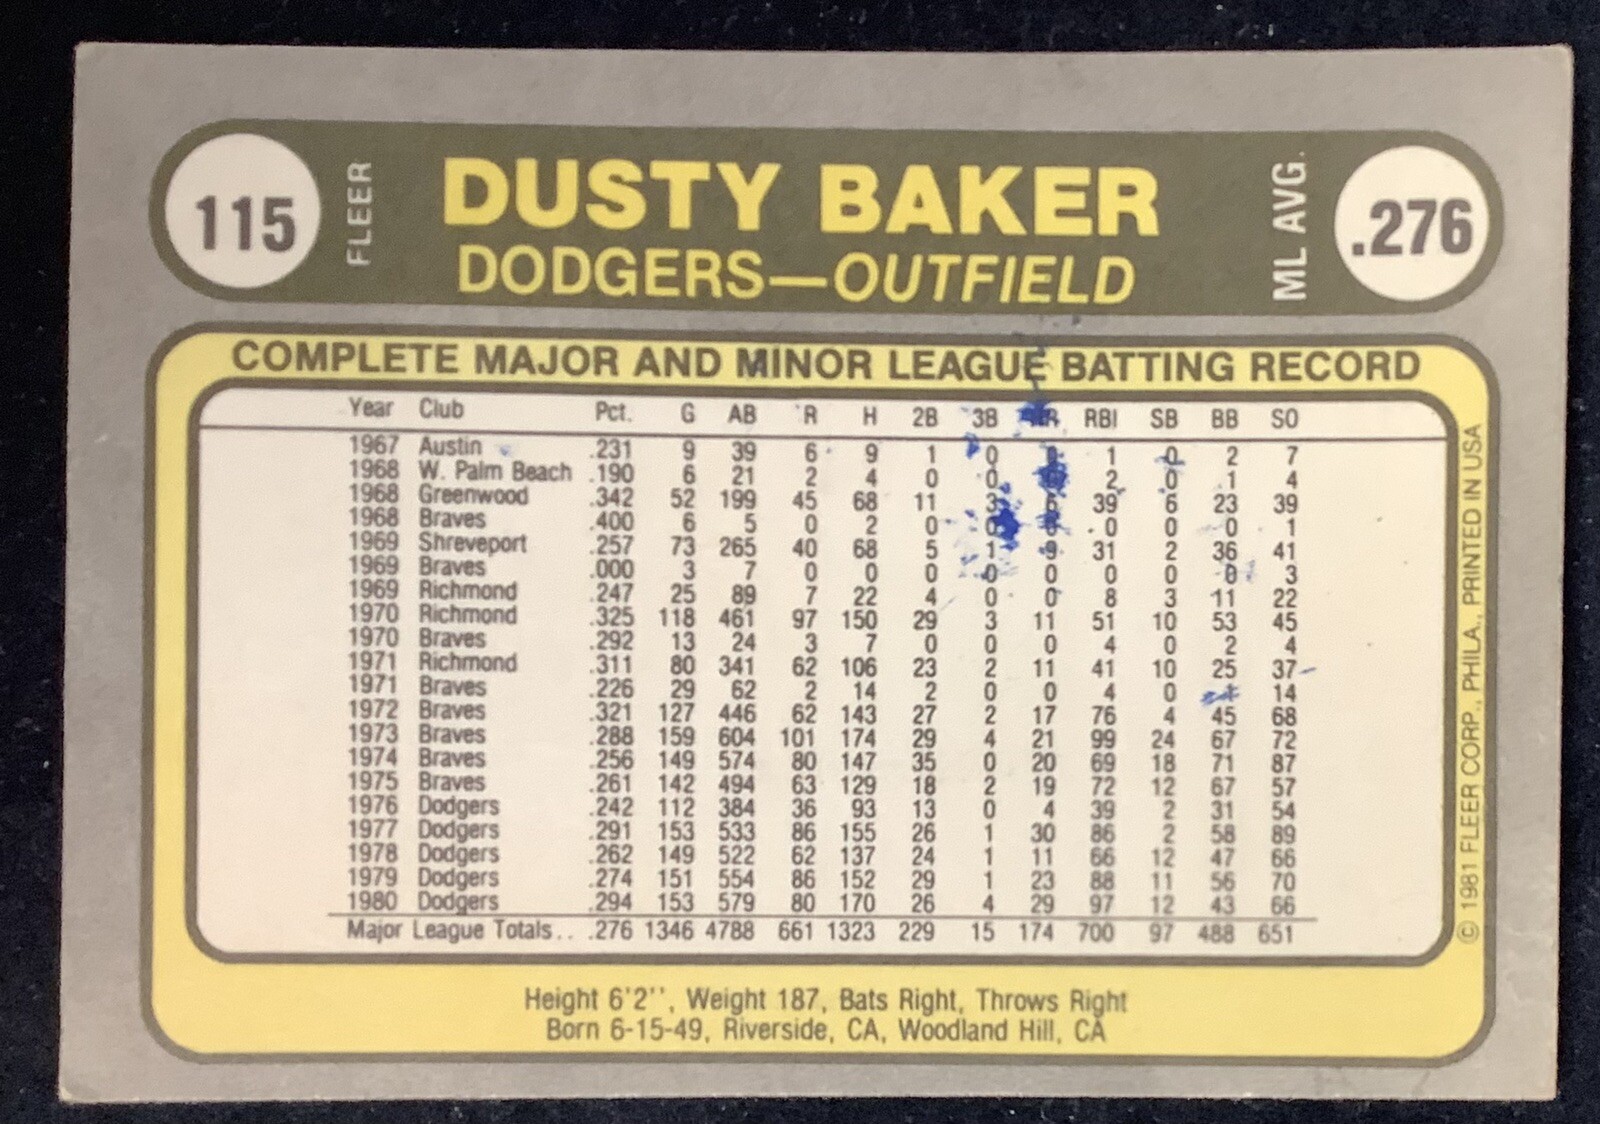 115 FLEER DUSTY BAKER ML AVG. .276
DODGERS—OUTFIELD
COMPLETE MAJOR AND MINOR LEAGUE BATTING RECORD
Year Club Pct. G AB R H 2B 3B HR RBI SB BB SO
1967 Austin .231 9 39 6 9 1 0 0 1 0 2 7
1968 W. Palm Beach .190 6 21 2 4 0 0 2 0 1 4
1968 Greenwood .342 52 199 45 68 11 3 6 39 6 23 39
1968 Braves .400 6 5 0 2 0 0 0 0 0 0 1
1969 Shreveport .257 73 265 40 68 5 1 9 31 2 36 41
1969 Braves .000 3 7 0 0 0 0 0 0 0 0 3
1969 Richmond .247 25 89 7 22 4 0 0 8 3 11 22
1970 Richmond .325 118 461 97 150 29 3 11 51 10 53 45
1970 Braves .292 13 24 3 7 0 0 0 4 0 2 4
1971 Richmond .311 80 341 62 106 23 2 11 41 10 25 37
1971 Braves .226 29 62 2 14 2 0 0 4 0 1 14
1972 Braves .321 127 446 62 143 27 2 17 76 4 45 68
1973 Braves .288 159 604 101 174 29 4 21 99 24 67 72
1974 Braves .256 149 574 80 147 35 0 20 69 18 71 87
1975 Braves .261 142 494 63 129 18 2 19 72 12 67 57
1976 Dodgers .242 112 384 36 93 13 0 4 39 2 31 54
1977 Dodgers .291 153 533 86 155 26 1 30 86 2 58 89
1978 Dodgers .262 149 522 62 137 24 1 11 66 12 47 66
1979 Dodgers .274 151 554 86 152 29 1 23 88 11 56 70
1980 Dodgers .294 153 579 80 170 26 4 29 97 12 43 66
Major League Totals.. .276 1346 4788 661 1323 229 15 174 700 97 488 651
Height 6'2'', Weight 187, Bats Right, Throws Right
Born 6-15-49, Riverside, CA, Woodland Hill, CA
© 1981 FLEER CORP., PHILA., PRINTED IN USA